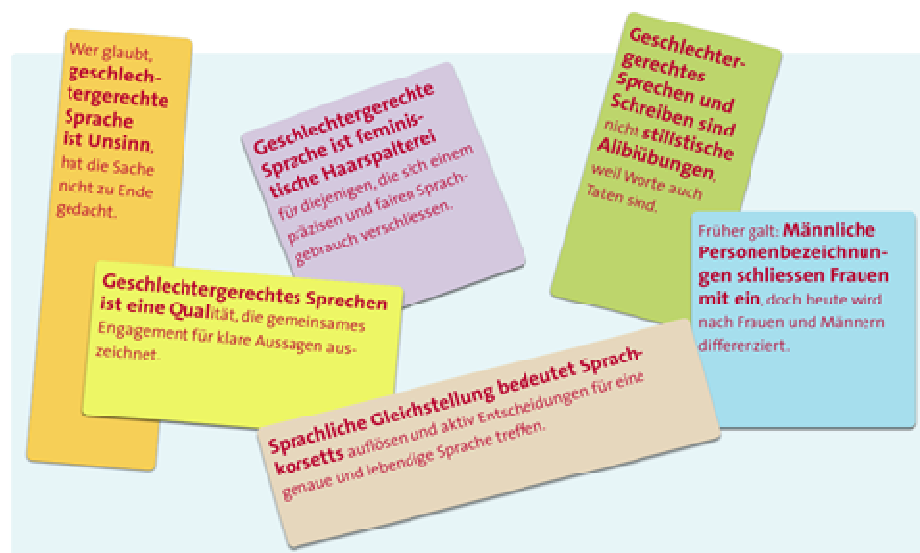 Wer glaubt,
geschlech-
tergerechte
Sprache
ist Unsinn,
hat die Sache
nicht zu Ende
gedacht.
Geschlechtergerechte
Sprache ist feminis-
tische Haarspalterei
für diejenigen, die sich einem
präzisen und fairen Sprach-
gebrauch verschliessen.
Geschlechter-
gerechtes
Sprechen und
Schreiben sind
nicht stilistische
Alibiübungen,
weil Worte auch
Taten sind.
Früher galt: Männliche
Personenbezeichnun-
gen schliessen Frauen
mit ein, doch heute wird
nach Frauen und Männern
differenziert.
Geschlechtergerechtes Sprechen
ist eine Qualität, die gemeinsames
Engagement für klare Aussagen aus-
zeichnet.
Sprachliche Gleichstellung bedeutet Sprach-
korsetts auflösen und aktiv Entscheidungen für eine
genaue und lebendige Sprache treffen.